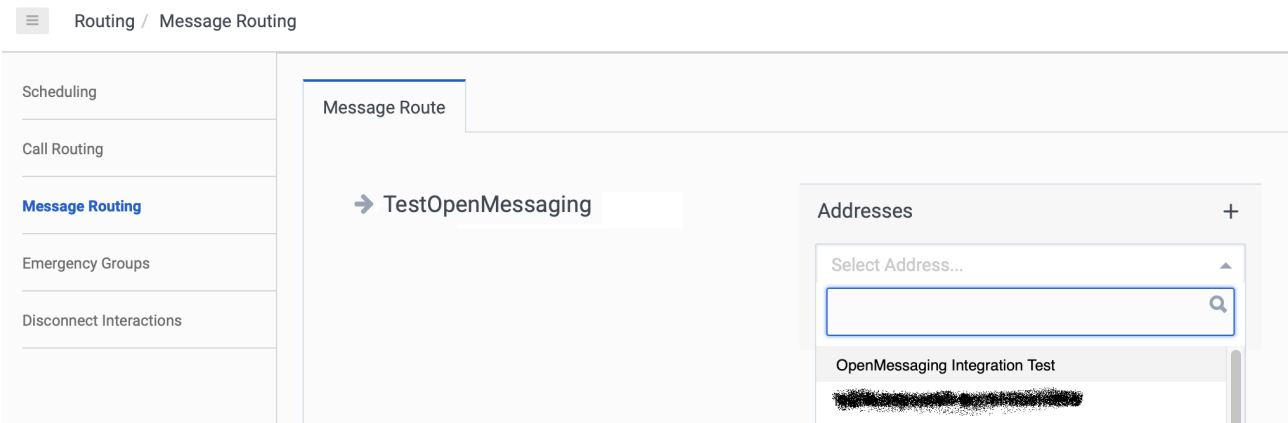 Routing / Message Routing
Scheduling
Call Routing
Message Routing
Emergency Groups
Disconnect Interactions
Message Route
TestOpenMessaging
Addresses
Select Address...
OpenMessaging Integration Test